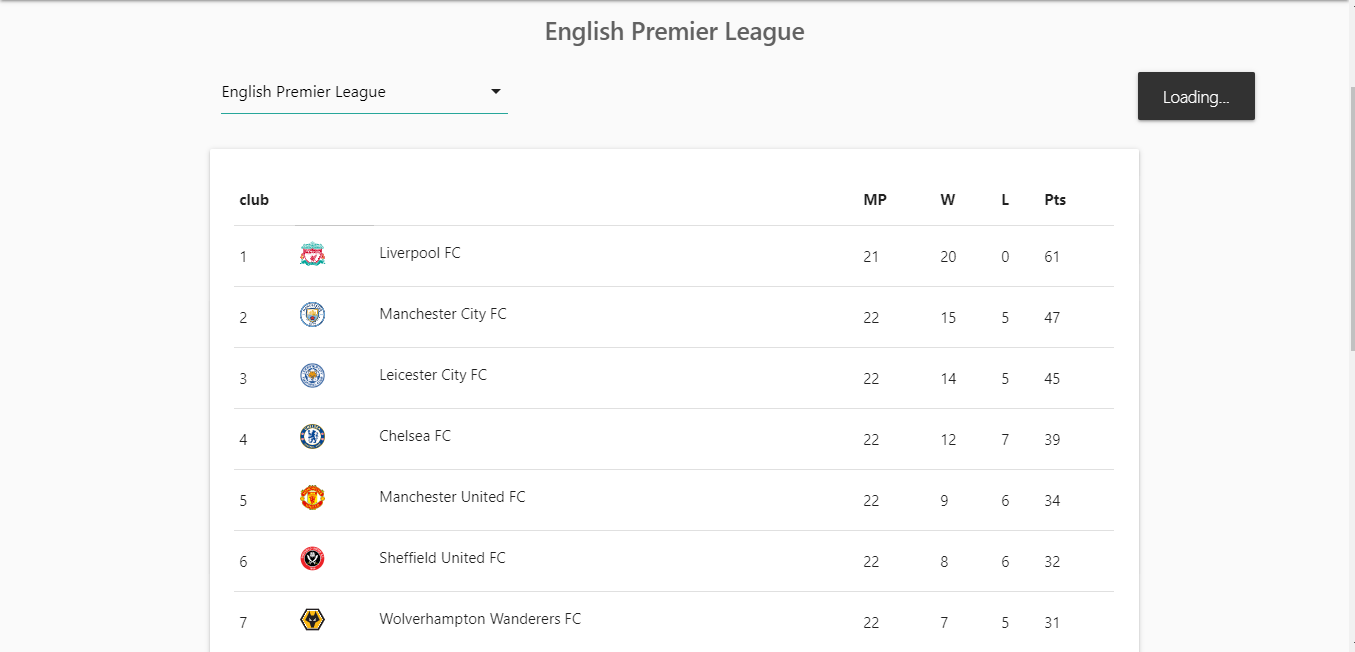 English Premier League
English Premier League
Loading...
club MP W L Pts
1 Liverpool FC 21 20 0 61
2 Manchester City FC 22 15 5 47
3 Leicester City FC 22 14 5 45
4 Chelsea FC 22 12 7 39
5 Manchester United FC 22 9 6 34
6 Sheffield United FC 22 8 6 32
7 Wolverhampton Wanderers FC 22 7 5 31